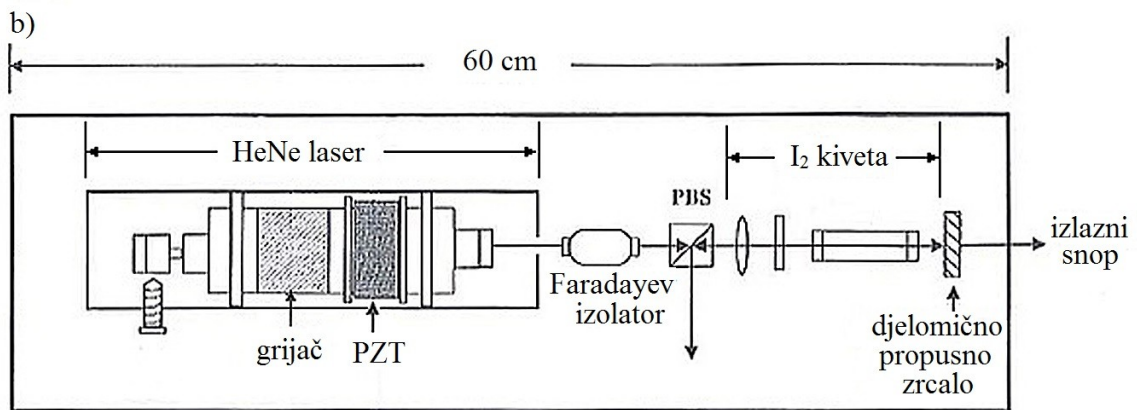 b)
60 cm
HeNe laser
I₂ kiveta
PBS
izlazni
snop
Faradayev
izolator
grijač
PZT
djelomično
propusno
zrcalo